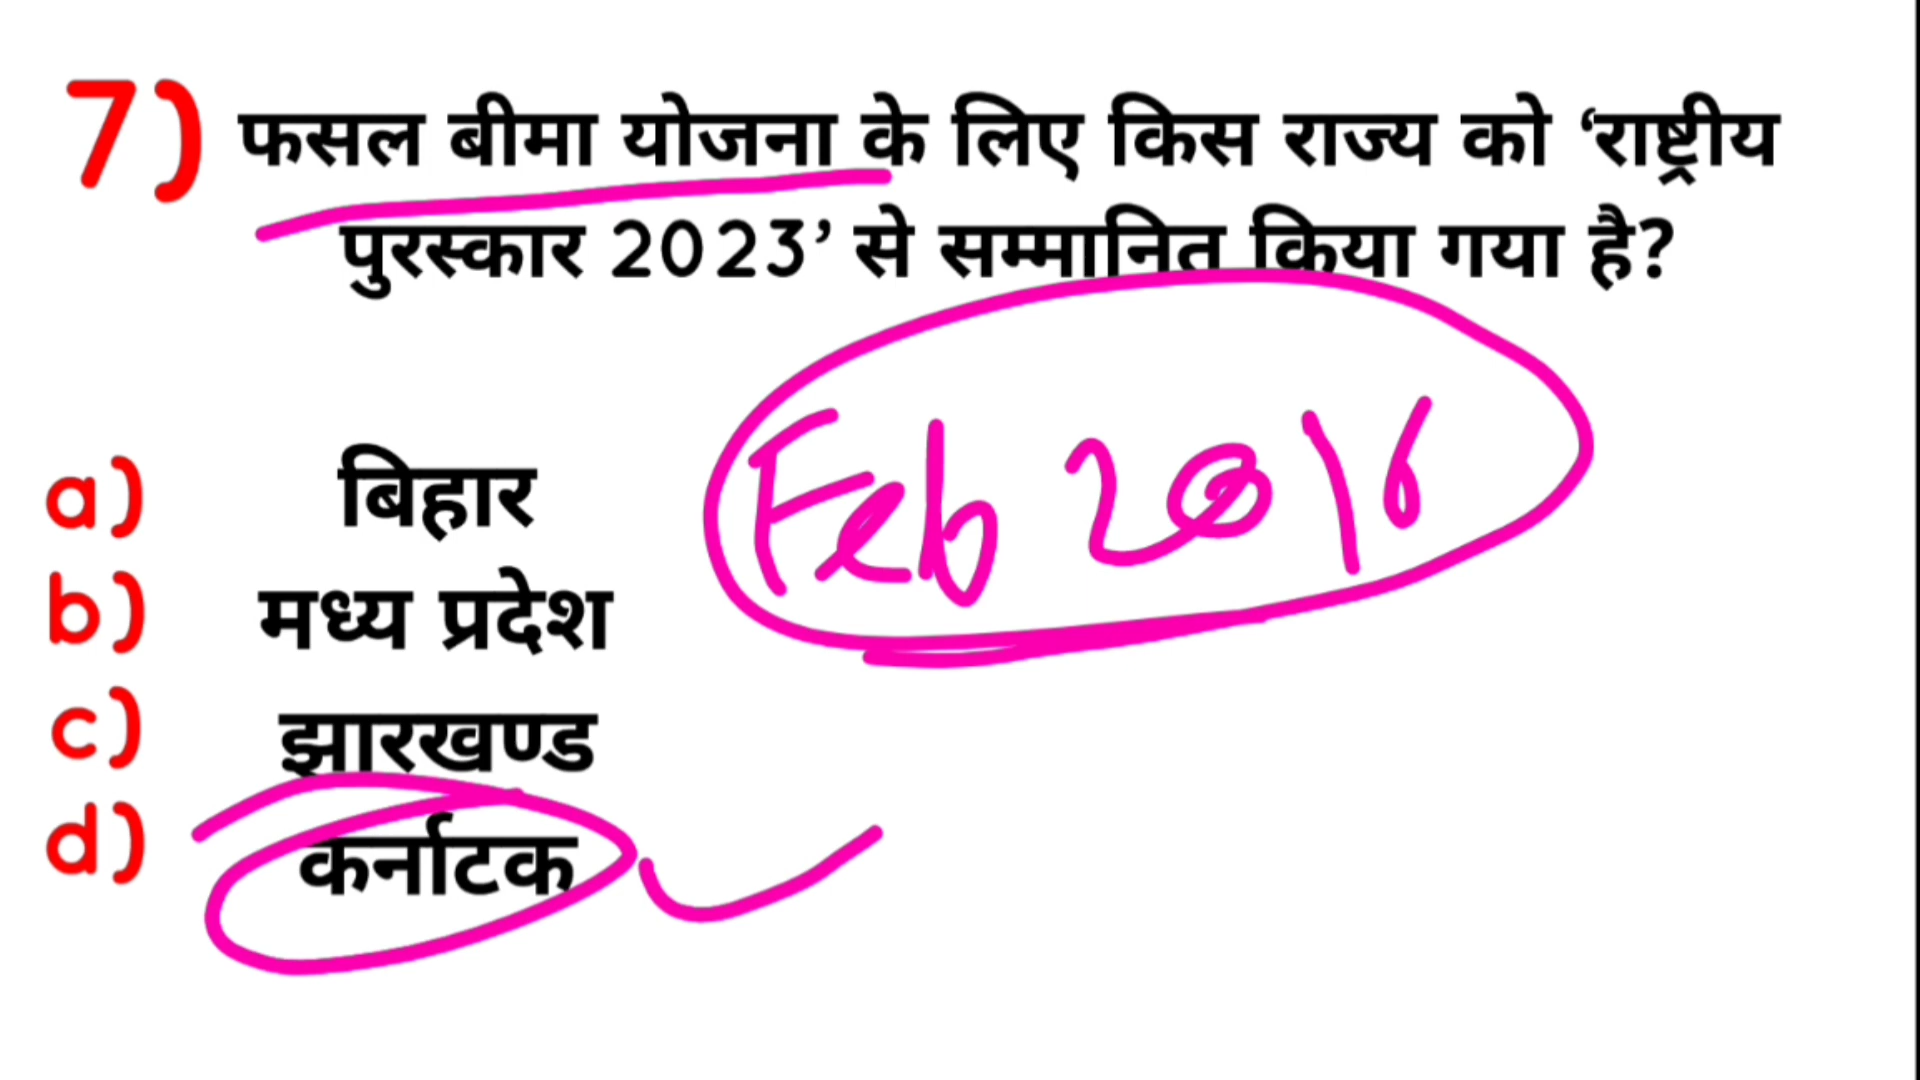 7) फसल बीमा योजना के लिए किस राज्य को ‘राष्ट्रीय
पुरस्कार 2023’ से सम्मानित किया गया है?
Feb 2016
a) बिहार
b) मध्य प्रदेश
c) झारखण्ड
d) कर्नाटक